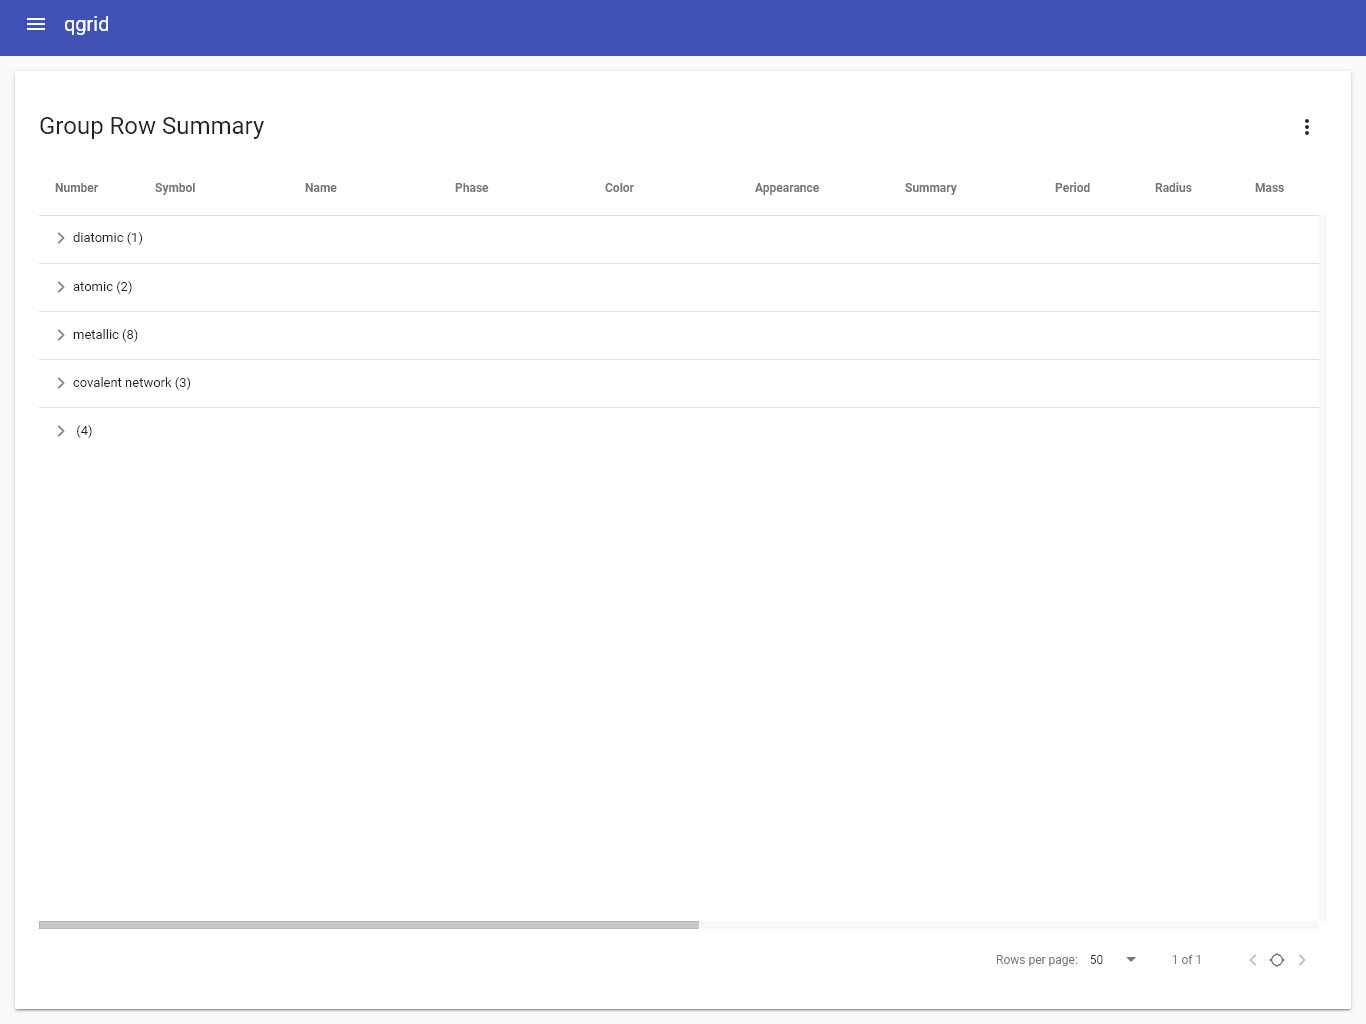 qgrid
Group Row Summary
Number Symbol Name Phase Color Appearance Summary Period Radius Mass
diatomic (1)
atomic (2)
metallic (8)
covalent network (3)
(4)
Rows per page: 50 1 of 1